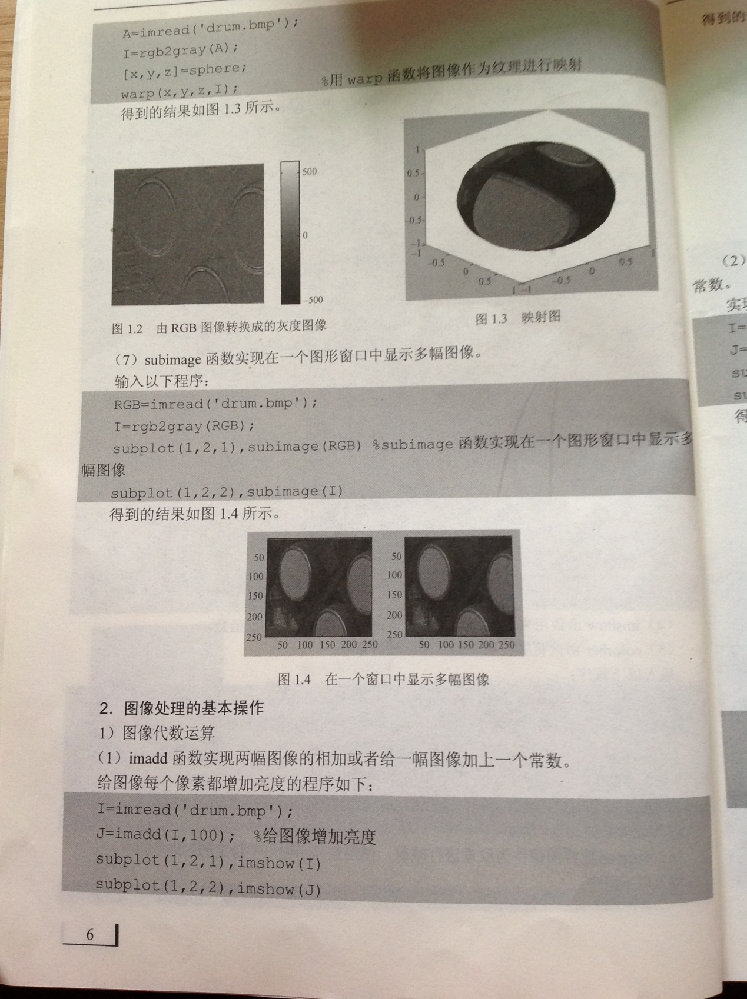 A=imread('drum.bmp');
I=rgb2gray(A);
[x,y,z]=sphere;
warp(x,y,z,I); %用 warp 函数将图像作为纹理进行映射
得到的结果如图 1.3 所示。
500
0
-500
1
0.5
0
-0.5
-1
-1
-0.5
0
0.5
1
-1
-0.5
0
0.5
1
图 1.2 由 RGB 图像转换成的灰度图像
图 1.3 映射图
（7）subimage 函数实现在一个图形窗口中显示多幅图像。
输入以下程序：
RGB=imread('drum.bmp');
I=rgb2gray(RGB);
subplot(1,2,1),subimage(RGB) %subimage 函数实现在一个图形窗口中显示多
幅图像
subplot(1,2,2),subimage(I)
得到的结果如图 1.4 所示。
50
100
150
200
250
50 100 150 200 250
50
100
150
200
250
50 100 150 200 250
图 1.4 在一个窗口中显示多幅图像
2．图像处理的基本操作
1）图像代数运算
（1）imadd 函数实现两幅图像的相加或者给一幅图像加上一个常数。
给图像每个像素都增加亮度的程序如下：
I=imread('drum.bmp');
J=imadd(I,100); %给图像增加亮度
subplot(1,2,1),imshow(I)
subplot(1,2,2),imshow(J)
6
得到的
（2）
常数。
实现
I=
J=
su
su
得